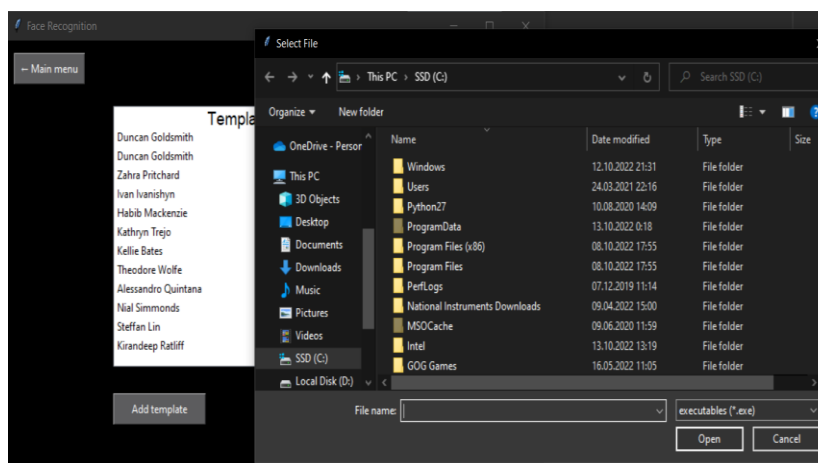 Face Recognition
← Main menu
Templa
Duncan Goldsmith
Duncan Goldsmith
Zahra Pritchard
Ivan Ivanishyn
Habib Mackenzie
Kathryn Trejo
Kellie Bates
Theodore Wolfe
Alessandro Quintana
Nial Simmonds
Steffan Lin
Kirandeep Ratliff
Add template
Select File
This PC › SSD (C:)
Search SSD (C:)
Organize
New folder
OneDrive - Persor
This PC
3D Objects
Desktop
Documents
Downloads
Music
Pictures
Videos
SSD (C:)
Local Disk (D:)
Name Date modified Type Size
Windows 12.10.2022 21:31 File folder
Users 24.03.2021 22:16 File folder
Python27 10.08.2020 14:09 File folder
ProgramData 13.10.2022 0:18 File folder
Program Files (x86) 08.10.2022 17:55 File folder
Program Files 08.10.2022 17:55 File folder
PerfLogs 07.12.2019 11:14 File folder
National Instruments Downloads 09.04.2022 15:00 File folder
MSOCache 09.06.2020 11:59 File folder
Intel 13.10.2022 13:19 File folder
GOG Games 16.05.2022 11:05 File folder
File name:
executables (*.exe)
Open
Cancel